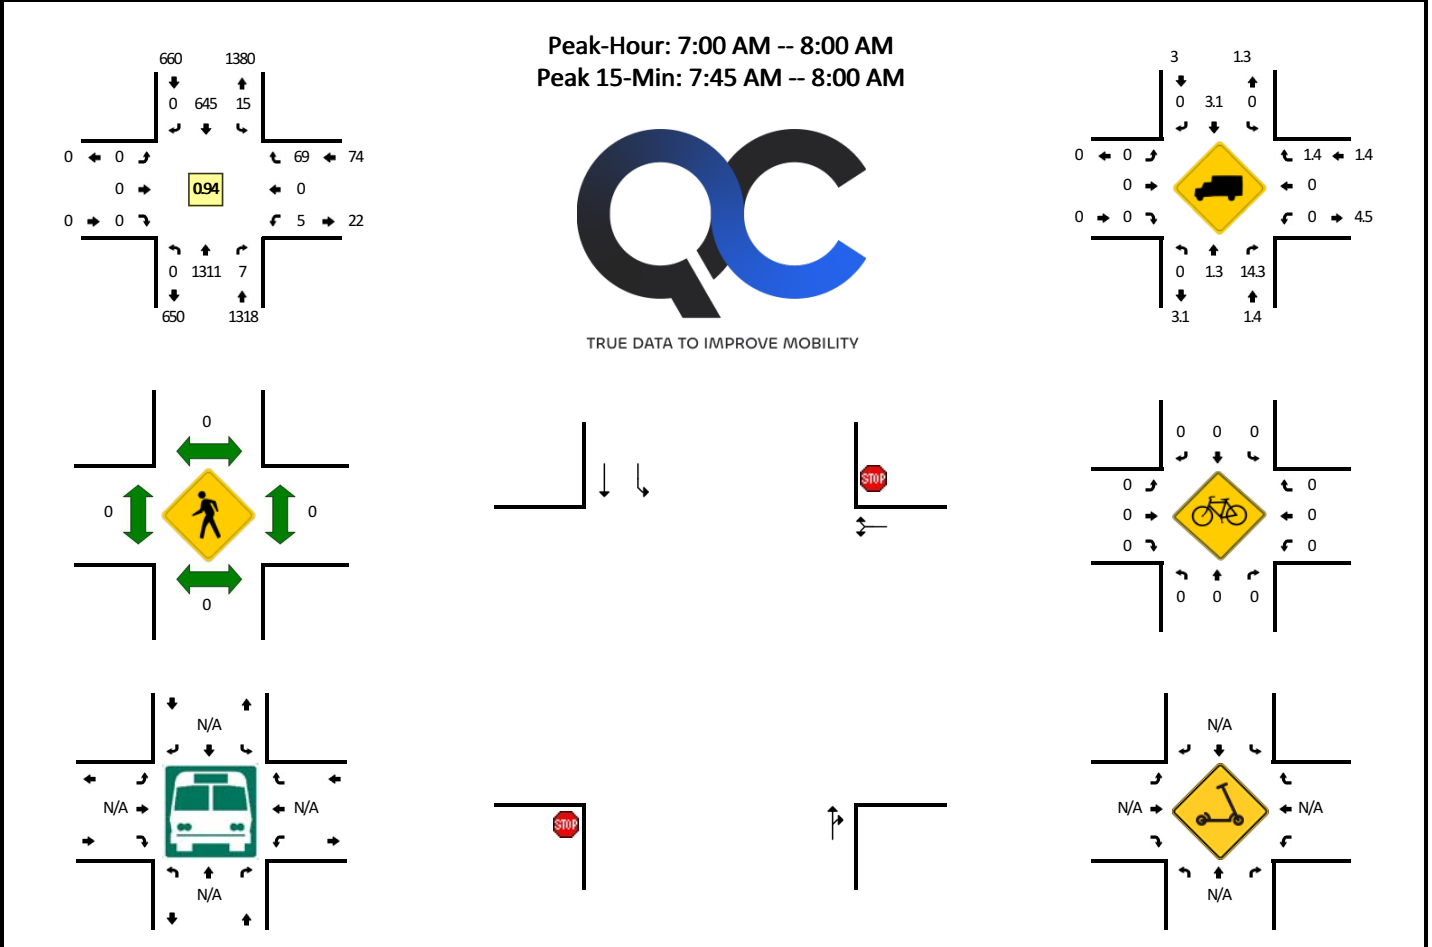 Peak-Hour: 7:00 AM -- 8:00 AM
Peak 15-Min: 7:45 AM -- 8:00 AM
660 1380
0 645 15
0 0 69 74
0 0.94 0
0 0 5 22
0 1311 7
650 1318
QC
TRUE DATA TO IMPROVE MOBILITY
3 1.3
0 3.1 0
0 0 1.4 1.4
0 0
0 0 0 4.5
0 1.3 14.3
3.1 1.4
0
0 0
0
STOP
STOP
0 0 0
0 0
0 0
0 0
0 0 0
N/A
N/A N/A
N/A
N/A
N/A N/A
N/A